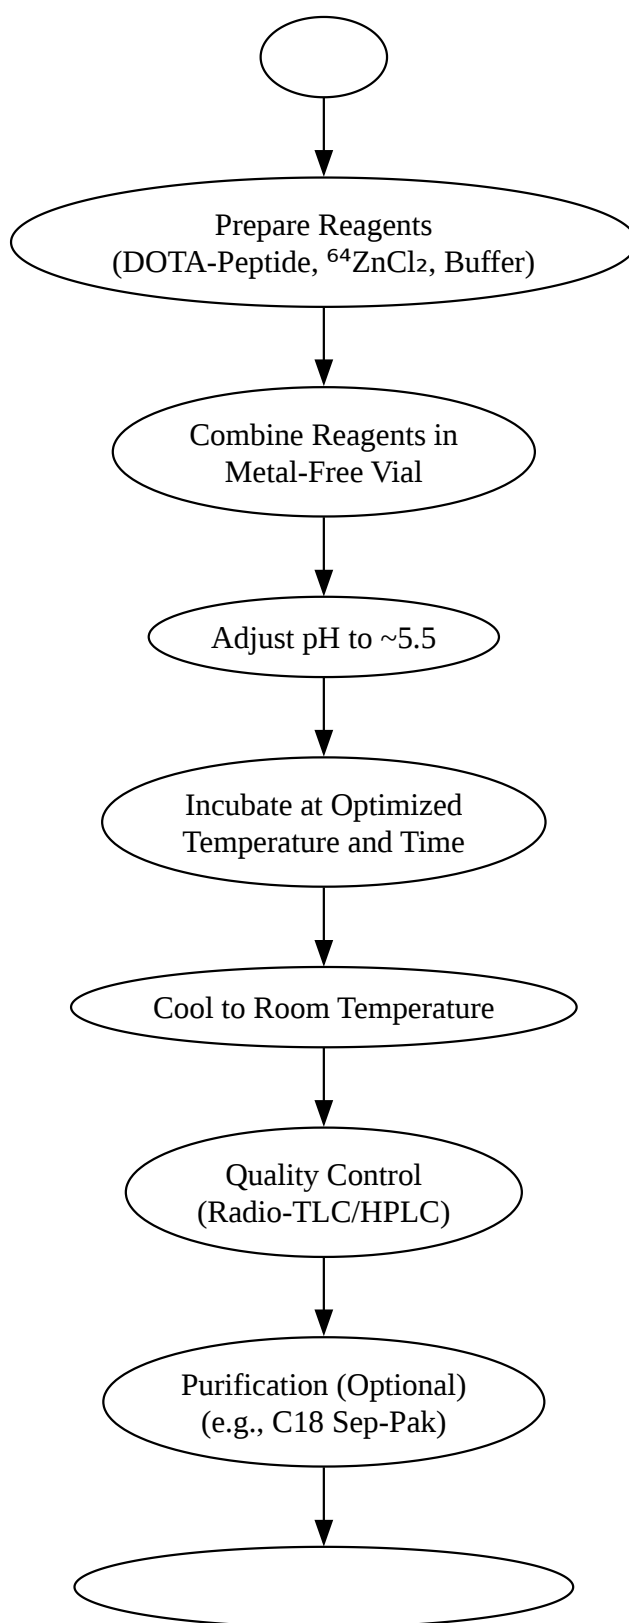 Prepare Reagents
(DOTA-Peptide, ⁶⁴ZnCl₂, Buffer)
Combine Reagents in
Metal-Free Vial
Adjust pH to ~5.5
Incubate at Optimized
Temperature and Time
Cool to Room Temperature
Quality Control
(Radio-TLC/HPLC)
Purification (Optional)
(e.g., C18 Sep-Pak)